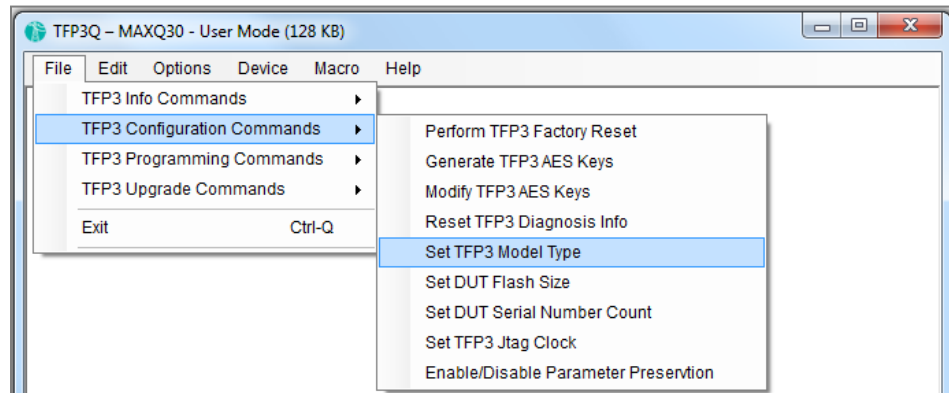 TFP3Q – MAXQ30 - User Mode (128 KB)
File Edit Options Device Macro Help
TFP3 Info Commands
TFP3 Configuration Commands
TFP3 Programming Commands
TFP3 Upgrade Commands
Exit Ctrl-Q
Perform TFP3 Factory Reset
Generate TFP3 AES Keys
Modify TFP3 AES Keys
Reset TFP3 Diagnosis Info
Set TFP3 Model Type
Set DUT Flash Size
Set DUT Serial Number Count
Set TFP3 Jtag Clock
Enable/Disable Parameter Preservtion